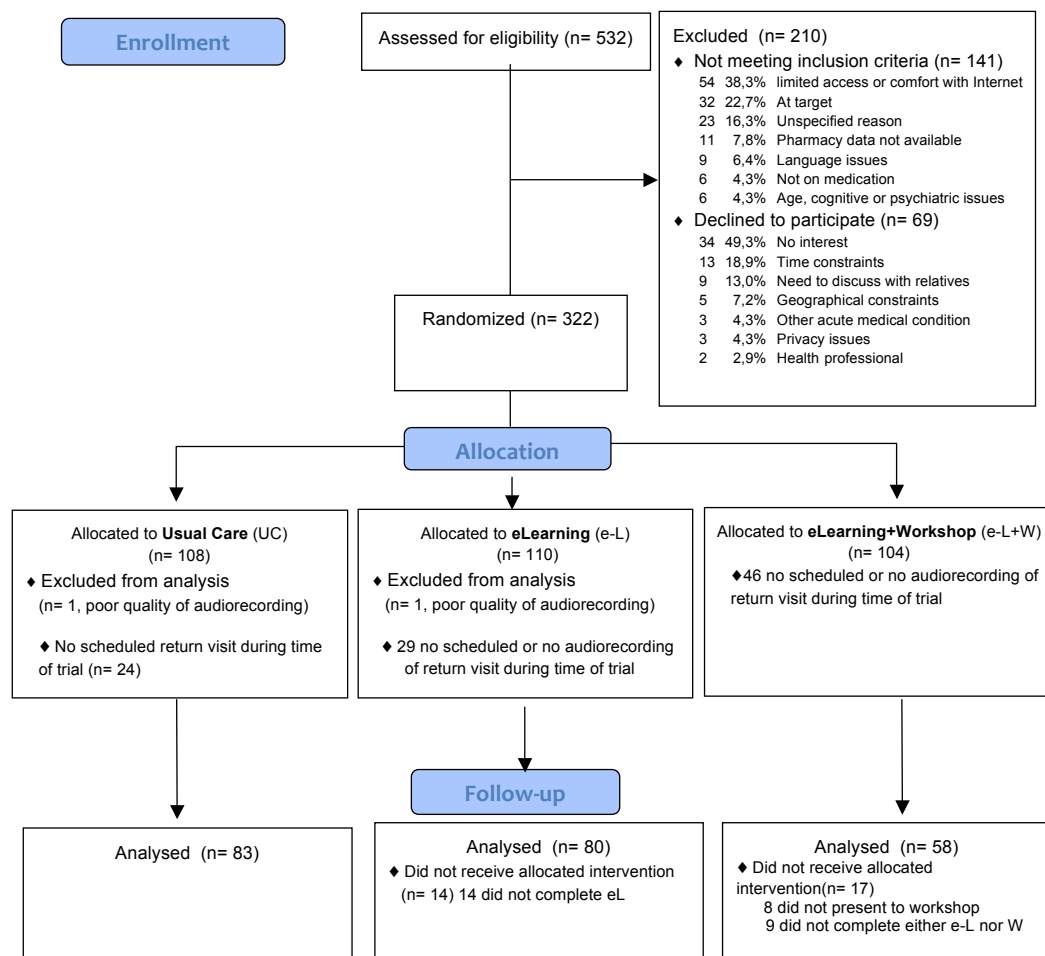 Enrollment
Assessed for eligibility (n= 532)
Excluded (n= 210)
♦ Not meeting inclusion criteria (n= 141)
54 38,3% limited access or comfort with Internet
32 22,7% At target
23 16,3% Unspecified reason
11 7,8% Pharmacy data not available
9 6,4% Language issues
6 4,3% Not on medication
6 4,3% Age, cognitive or psychiatric issues
♦ Declined to participate (n= 69)
34 49,3% No interest
13 18,9% Time constraints
9 13,0% Need to discuss with relatives
5 7,2% Geographical constraints
3 4,3% Other acute medical condition
3 4,3% Privacy issues
2 2,9% Health professional
Randomized (n= 322)
Allocation
Allocated to Usual Care (UC)
(n= 108)
♦ Excluded from analysis
(n= 1, poor quality of audiorecording)
♦ No scheduled return visit during time
of trial (n= 24)
Allocated to eLearning (e-L)
(n= 110)
♦ Excluded from analysis
(n= 1, poor quality of audiorecording)
♦ 29 no scheduled or no audiorecording
of return visit during time of trial
Allocated to eLearning+Workshop (e-L+W)
(n= 104)
♦46 no scheduled or no audiorecording of
return visit during time of trial
Follow-up
Analysed (n= 83)
Analysed (n= 80)
♦ Did not receive allocated intervention
(n= 14) 14 did not complete eL
Analysed (n= 58)
♦ Did not receive allocated
intervention(n= 17)
8 did not present to workshop
9 did not complete either e-L nor W